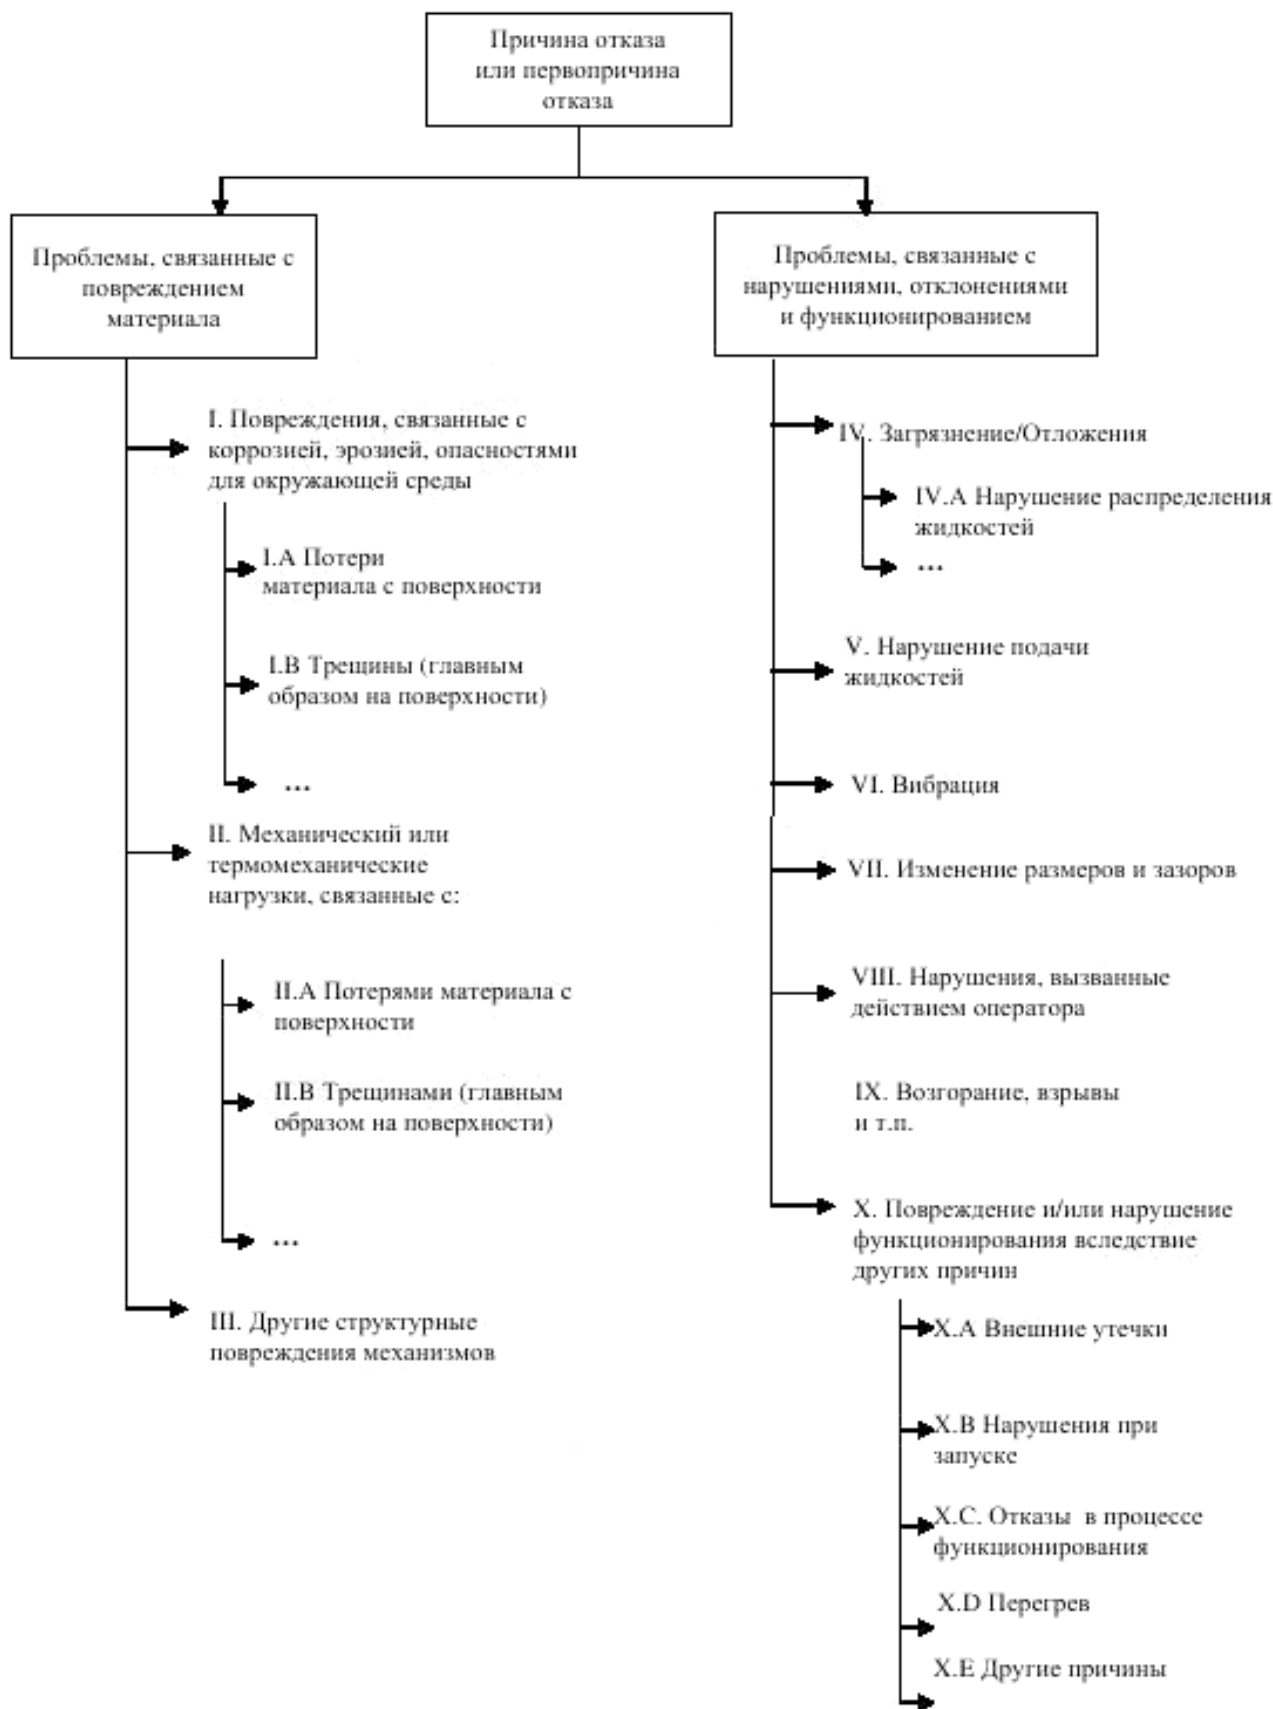 Причина отказа
или первопричина
отказа
Проблемы, связанные с
повреждением
материала
I. Повреждения, связанные с
коррозией, эрозией, опасностями
для окружающей среды
I.A Потери
материала с поверхности
I.B Трещины (главным
образом на поверхности)
...
II. Механический или
термомеханические
нагрузки, связанные с:
II.A Потерями материала с
поверхности
II.B Трещинами (главным
образом на поверхности)
...
III. Другие структурные
повреждения механизмов
Проблемы, связанные с
нарушениями, отклонениями
и функционированием
IV. Загрязнение/Отложения
IV.A Нарушение распределения
жидкостей
...
V. Нарушение подачи
жидкостей
VI. Вибрация
VII. Изменение размеров и зазоров
VIII. Нарушения, вызванные
действием оператора
IX. Возгорание, взрывы
и т.п.
X. Повреждение и/или нарушение
функционирования вследствие
других причин
X.A Внешние утечки
X.B Нарушения при
запуске
X.C. Отказы в процессе
функционирования
X.D Перегрев
X.E Другие причины